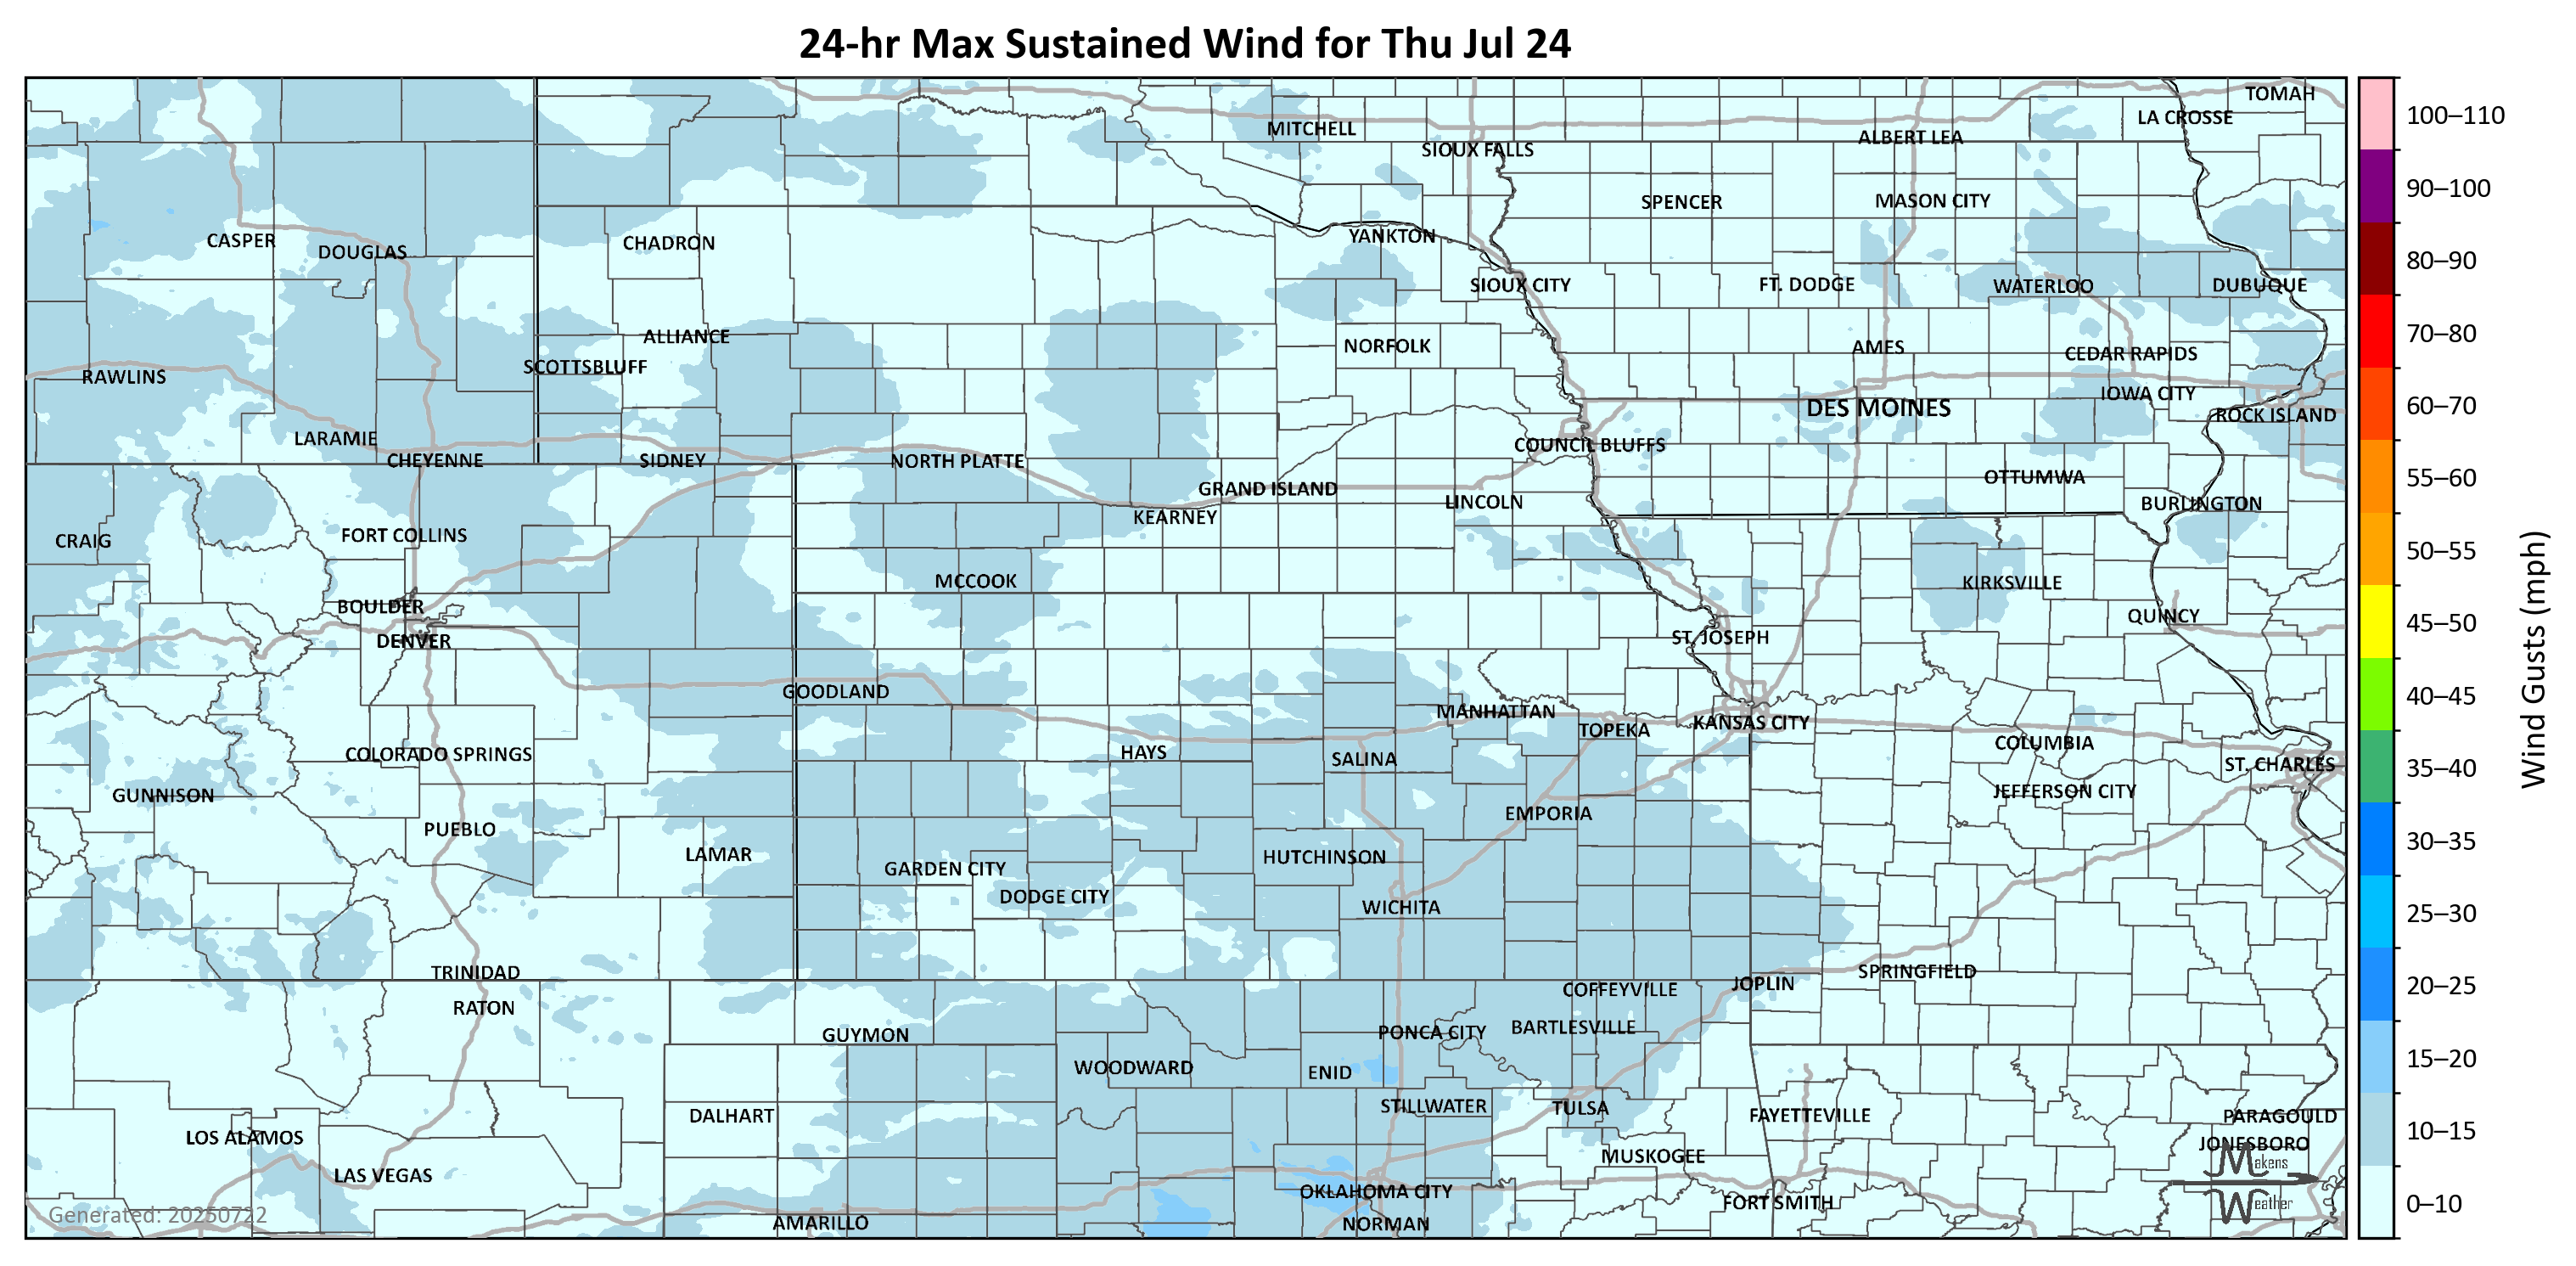 24-hr Max Sustained Wind for Thu Jul 24
TOMAH
LA CROSSE
MITCHELL
ALBERT LEA
SIOUX FALLS
SPENCER
MASON CITY
CASPER
DOUGLAS
CHADRON
YANKTON
SIOUX CITY
FT. DODGE
WATERLOO
DUBUQUE
ALLIANCE
NORFOLK
AMES
CEDAR RAPIDS
SCOTTSBLUFF
RAWLINS
IOWA CITY
DES MOINES
ROCK ISLAND
LARAMIE
COUNCIL BLUFFS
CHEYENNE
SIDNEY
NORTH PLATTE
OTTUMWA
GRAND ISLAND
LINCOLN
BURLINGTON
KEARNEY
CRAIG
FORT COLLINS
MCCOOK
KIRKSVILLE
BOULDER
QUINCY
DENVER
ST. JOSEPH
GOODLAND
MANHATTAN
TOPEKA
KANSAS CITY
COLUMBIA
COLORADO SPRINGS
HAYS
SALINA
ST. CHARLES
GUNNISON
JEFFERSON CITY
EMPORIA
PUEBLO
LAMAR
HUTCHINSON
GARDEN CITY
DODGE CITY
WICHITA
TRINIDAD
SPRINGFIELD
JOPLIN
COFFEYVILLE
RATON
GUYMON
PONCA CITY
BARTLESVILLE
WOODWARD
ENID
DALHART
STILLWATER
TULSA
FAYETTEVILLE
PARAGOULD
LOS ALAMOS
JONESBORO
MUSKOGEE
LAS VEGAS
OKLAHOMA CITY
FORT SMITH
AMARILLO
NORMAN
Makens
Weather
Generated: 20250722
100–110
90–100
80–90
70–80
60–70
55–60
50–55
45–50
40–45
35–40
30–35
25–30
20–25
15–20
10–15
0–10
Wind Gusts (mph)